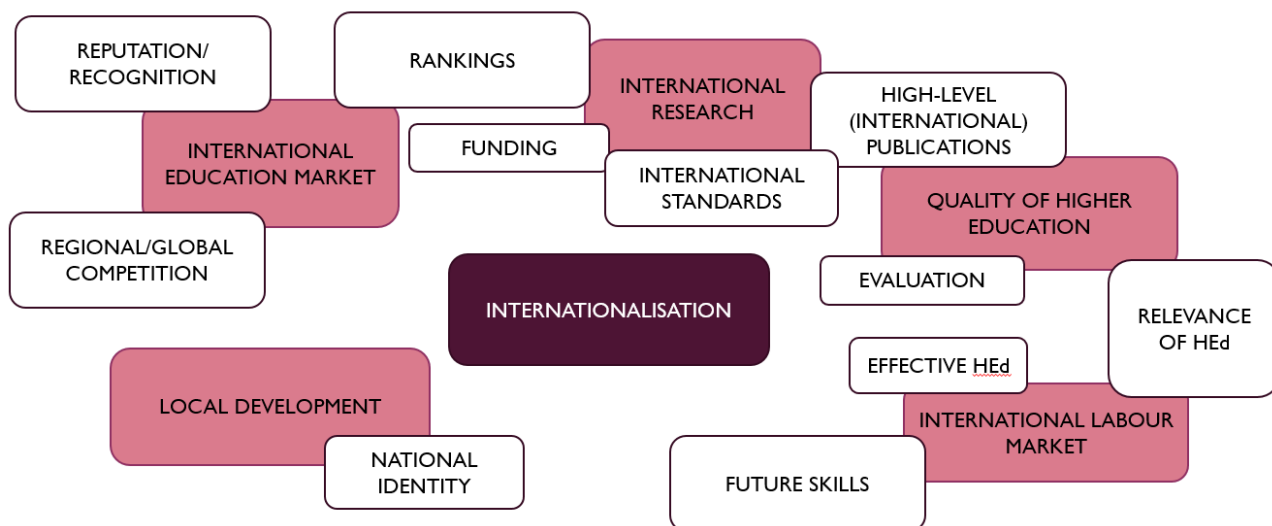 REPUTATION/
RECOGNITION
RANKINGS
INTERNATIONAL
RESEARCH
HIGH-LEVEL
(INTERNATIONAL)
PUBLICATIONS
FUNDING
INTERNATIONAL
EDUCATION MARKET
INTERNATIONAL
STANDARDS
QUALITY OF HIGHER
EDUCATION
REGIONAL/GLOBAL
COMPETITION
EVALUATION
INTERNATIONALISATION
RELEVANCE
OF HEd
EFFECTIVE HEd
LOCAL DEVELOPMENT
INTERNATIONAL LABOUR
MARKET
NATIONAL
IDENTITY
FUTURE SKILLS